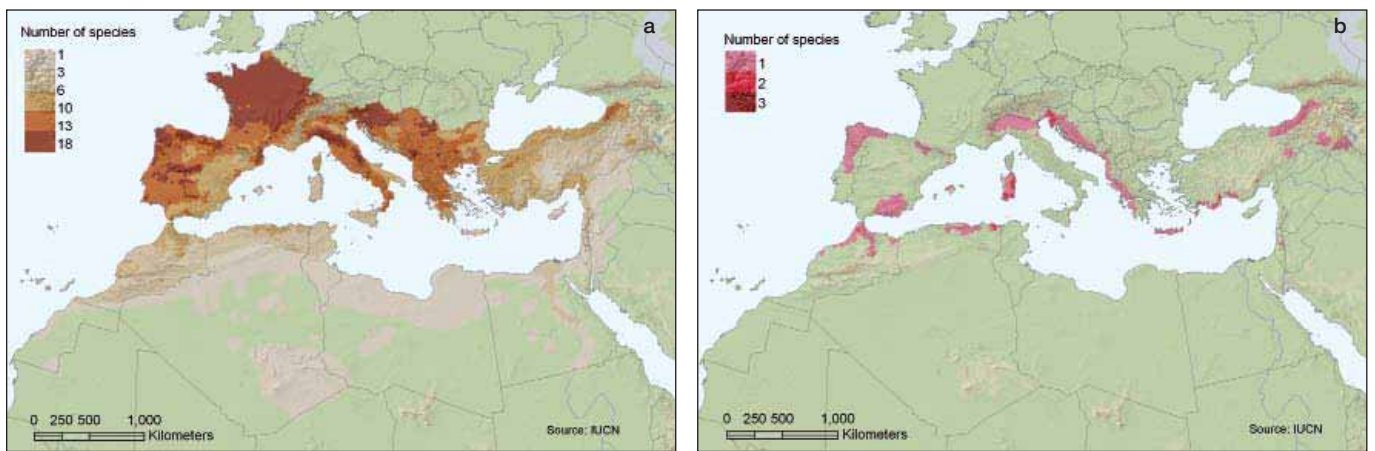 a
Number of species
1
3
6
10
13
18
0 250 500 1,000
Kilometers
Source: IUCN
b
Number of species
1
2
3
0 250 500 1,000
Kilometers
Source: IUCN